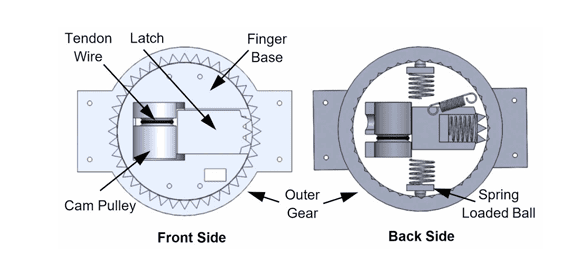 Tendon
Wire
Latch
Finger
Base
Cam Pulley
Outer
Gear
Spring
Loaded Ball
Front Side
Back Side